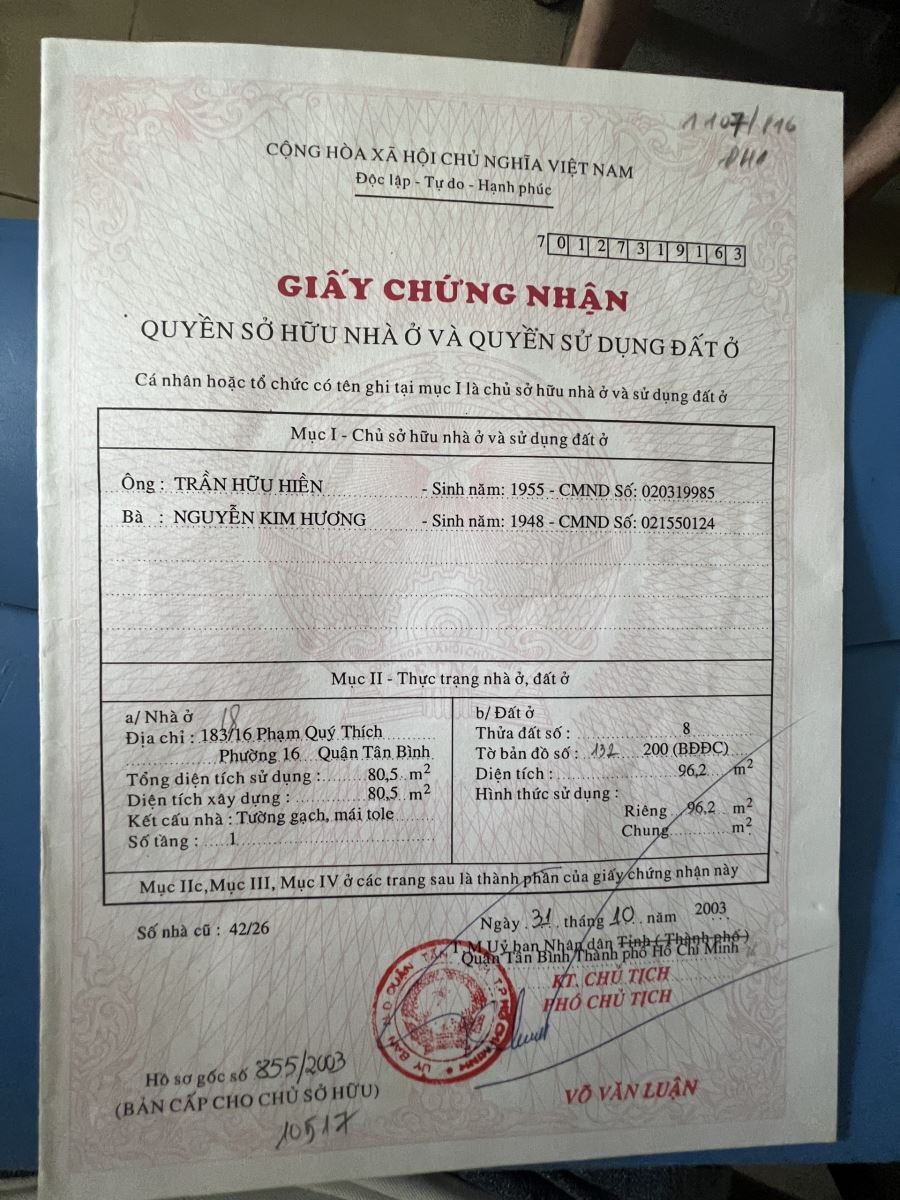 1107/116
PH1
CỘNG HÒA XÃ HỘI CHỦ NGHĨA VIỆT NAM
Độc lập - Tự do - Hạnh phúc
7 0 1 2 7 3 1 9 1 6 3
GIẤY CHỨNG NHẬN
QUYỀN SỞ HỮU NHÀ Ở VÀ QUYỀN SỬ DỤNG ĐẤT Ở
Cá nhân hoặc tổ chức có tên ghi tại mục I là chủ sở hữu nhà ở và sử dụng đất ở
Mục I - Chủ sở hữu nhà ở và sử dụng đất ở
Ông : TRẦN HỮU HIỀN - Sinh năm: 1955 - CMND Số: 020319985
Bà : NGUYỄN KIM HƯƠNG - Sinh năm: 1948 - CMND Số: 021550124
Mục II - Thực trạng nhà ở, đất ở
a/ Nhà ở
18
Địa chỉ : 183/16 Phạm Quý Thích
Phường 16 Quận Tân Bình
Tổng diện tích sử dụng : 80,5 m²
Diện tích xây dựng : 80,5 m²
Kết cấu nhà : Tường gạch, mái tole
Số tầng : 1
b/ Đất ở
Thửa đất số : 8
Tờ bản đồ số : 132 200 (BĐĐC)
Diện tích : 96,2 m²
Hình thức sử dụng :
Riêng 96,2 m²
Chung m²
Mục IIc,Mục III, Mục IV ở các trang sau là thành phần của giấy chứng nhận này
Số nhà cũ : 42/26
Ngày 31 tháng 10 năm 2003
T.M Uỷ ban Nhân dân Tỉnh ( Thành phố )
Quận Tân Bình Thành phố Hồ Chí Minh
KT. CHỦ TỊCH
PHÓ CHỦ TỊCH
VÕ VĂN LUẬN
Hồ sơ gốc số 855/2003
(BẢN CẤP CHO CHỦ SỞ HỮU)
10517